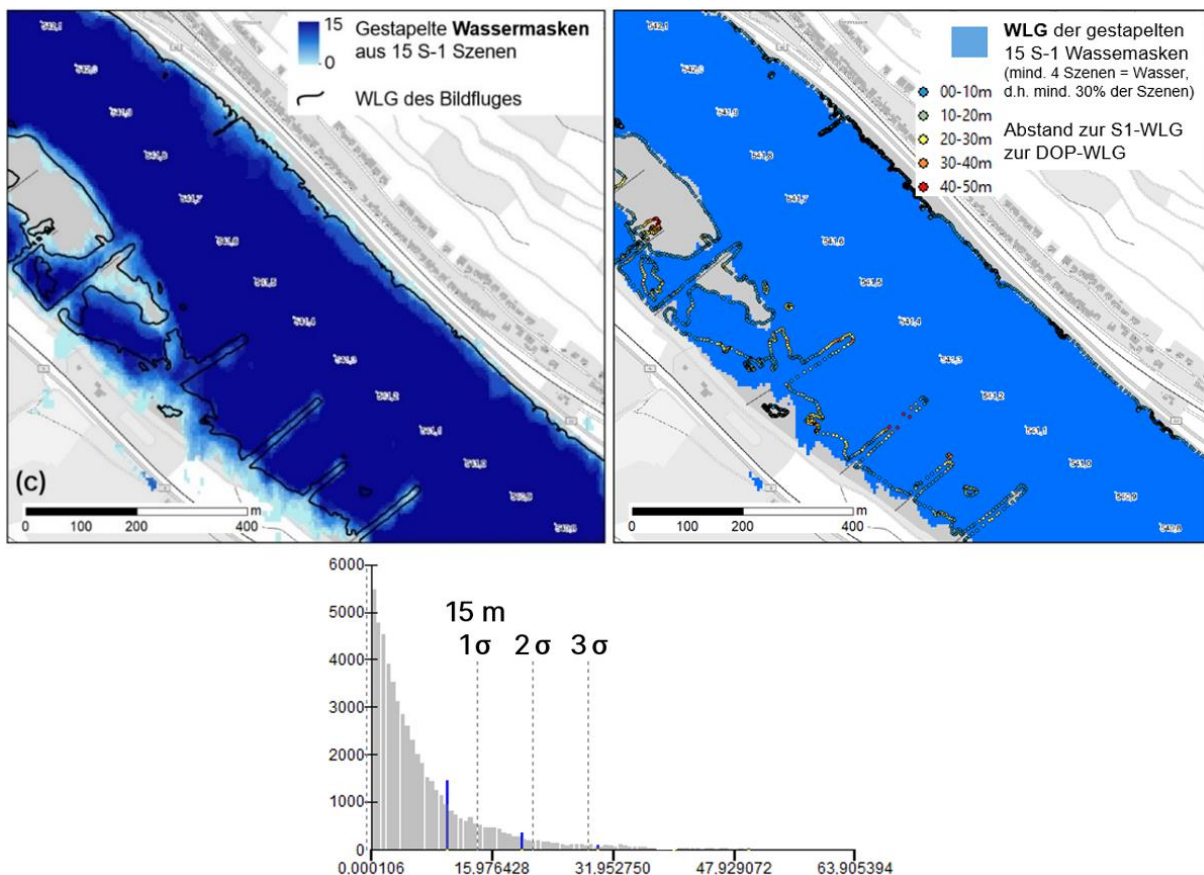 15
0
Gestapelte Wassermasken
aus 15 S-1 Szenen
WLG des Bildfluges
(c)
0 100 200 400 m
WLG der gestapelten
15 S-1 Wassemasken
(mind. 4 Szenen = Wasser,
d.h. mind. 30% der Szenen)
00-10m
10-20m
20-30m
30-40m
40-50m
Abstand zur S1-WLG
zur DOP-WLG
0 100 200 400 m
6000
5000
4000
3000
2000
1000
0
15 m
1σ 2σ 3σ
0.000106 15.976428 31.952750 47.929072 63.905394